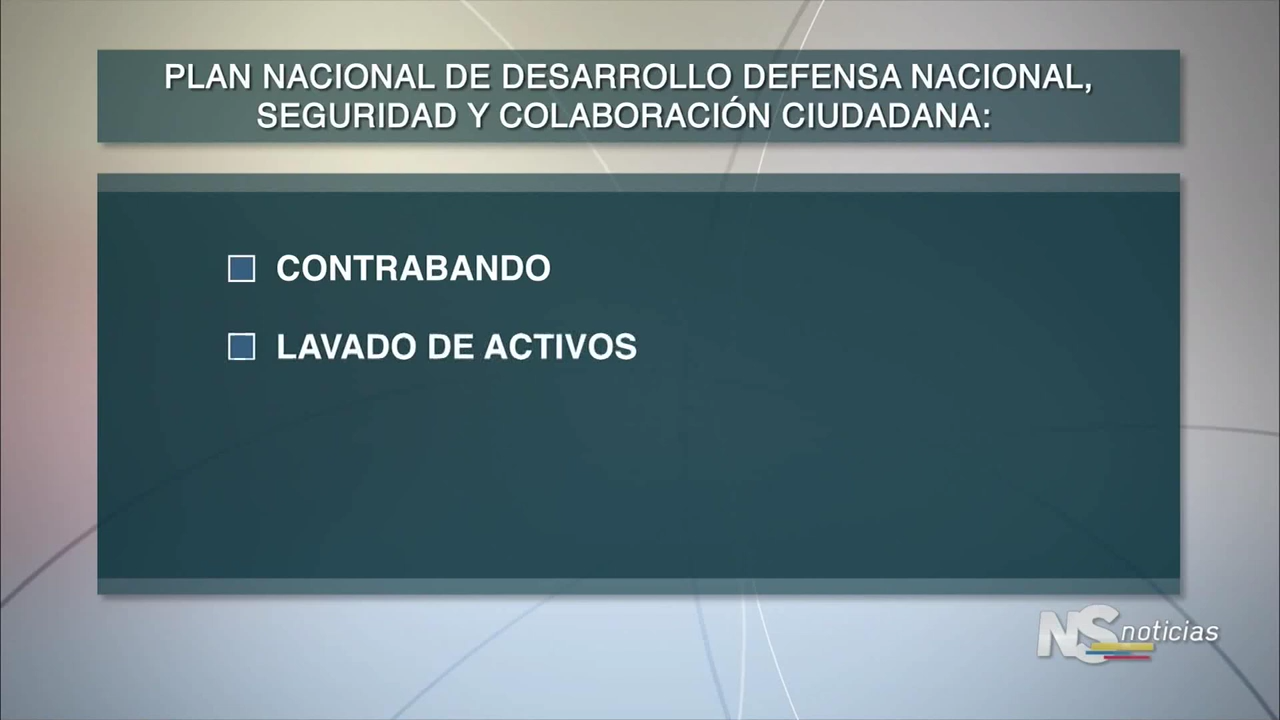 PLAN NACIONAL DE DESARROLLO DEFENSA NACIONAL,
SEGURIDAD Y COLABORACIÓN CIUDADANA:
CONTRABANDO
LAVADO DE ACTIVOS
NS noticias